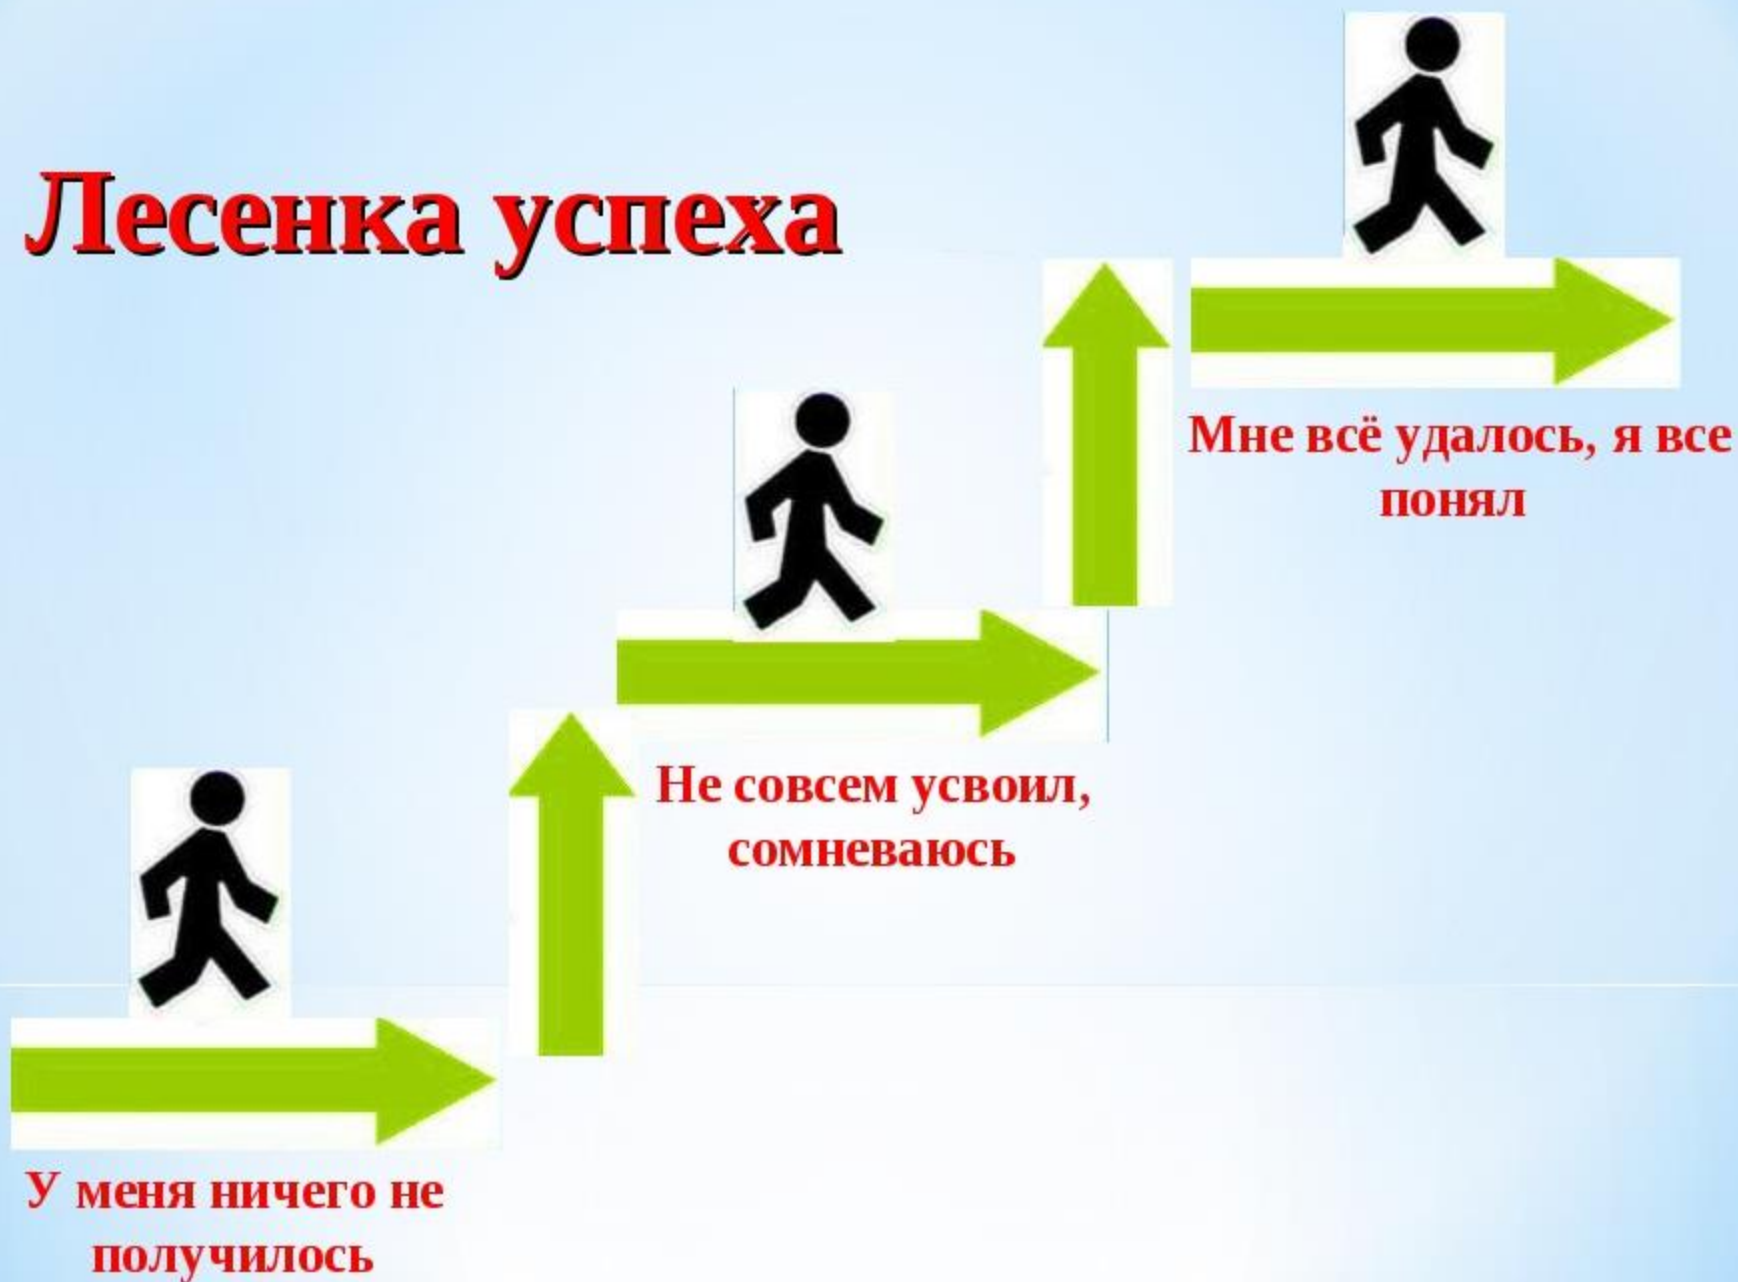 Лесенка успеха
Мне всё удалось, я все
понял
Не совсем усвоил,
сомневаюсь
У меня ничего не
получилось